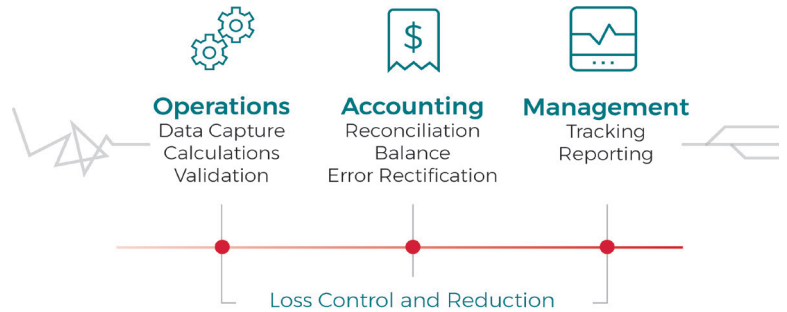 $
Operations
Data Capture
Calculations
Validation
Accounting
Reconciliation
Balance
Error Rectification
Management
Tracking
Reporting
Loss Control and Reduction